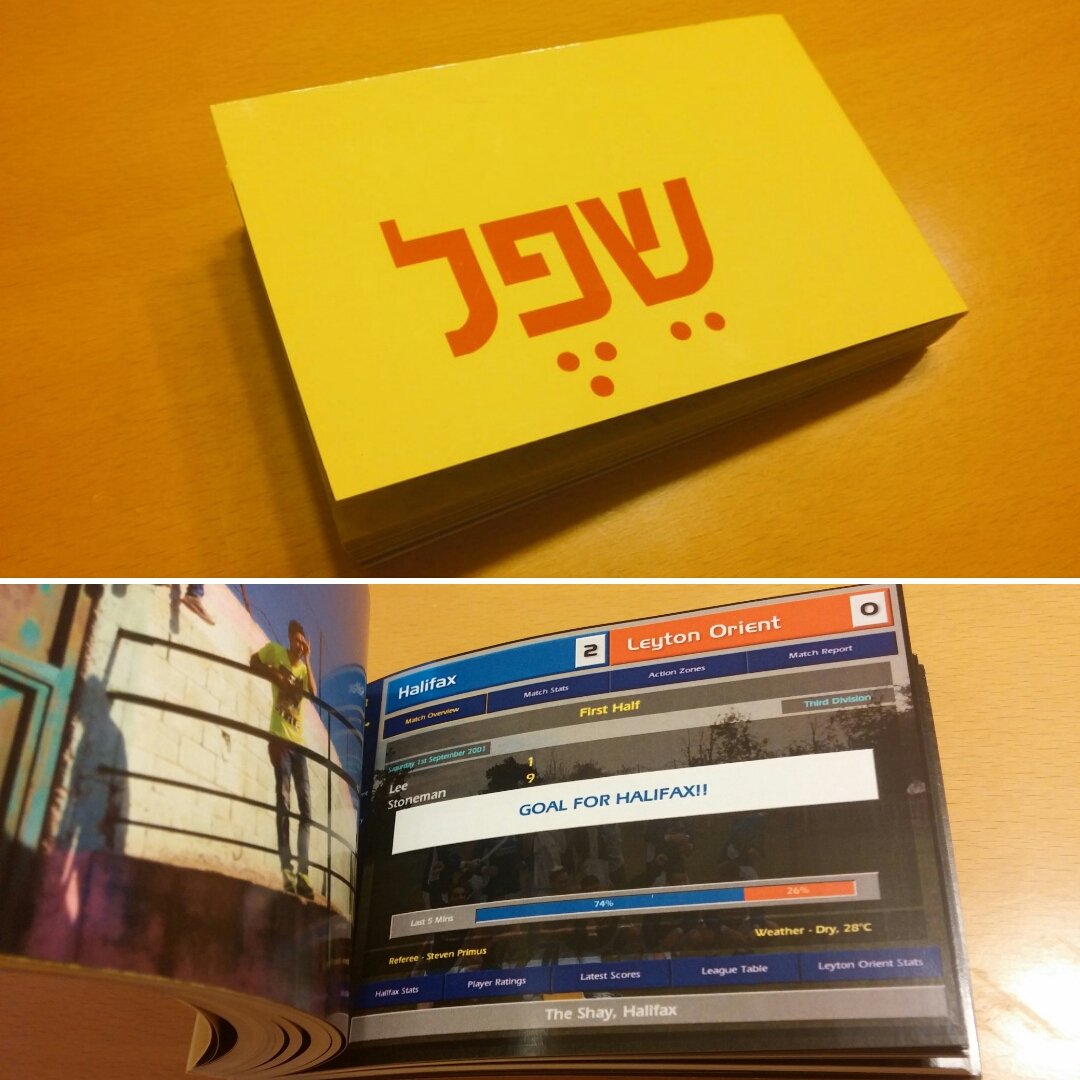 שֵפֶל
Halifax 2 Leyton Orient 0
Match Overview Match Stats Action Zones Match Report
First Half Third Division
Saturday 1st September 2001
Lee 1
Stoneman 9
GOAL FOR HALIFAX!!
Last 5 Mins 74% 26%
Referee - Steven Primus Weather - Dry, 28°C
Halifax Stats Player Ratings Latest Scores League Table Leyton Orient Stats
The Shay, Halifax